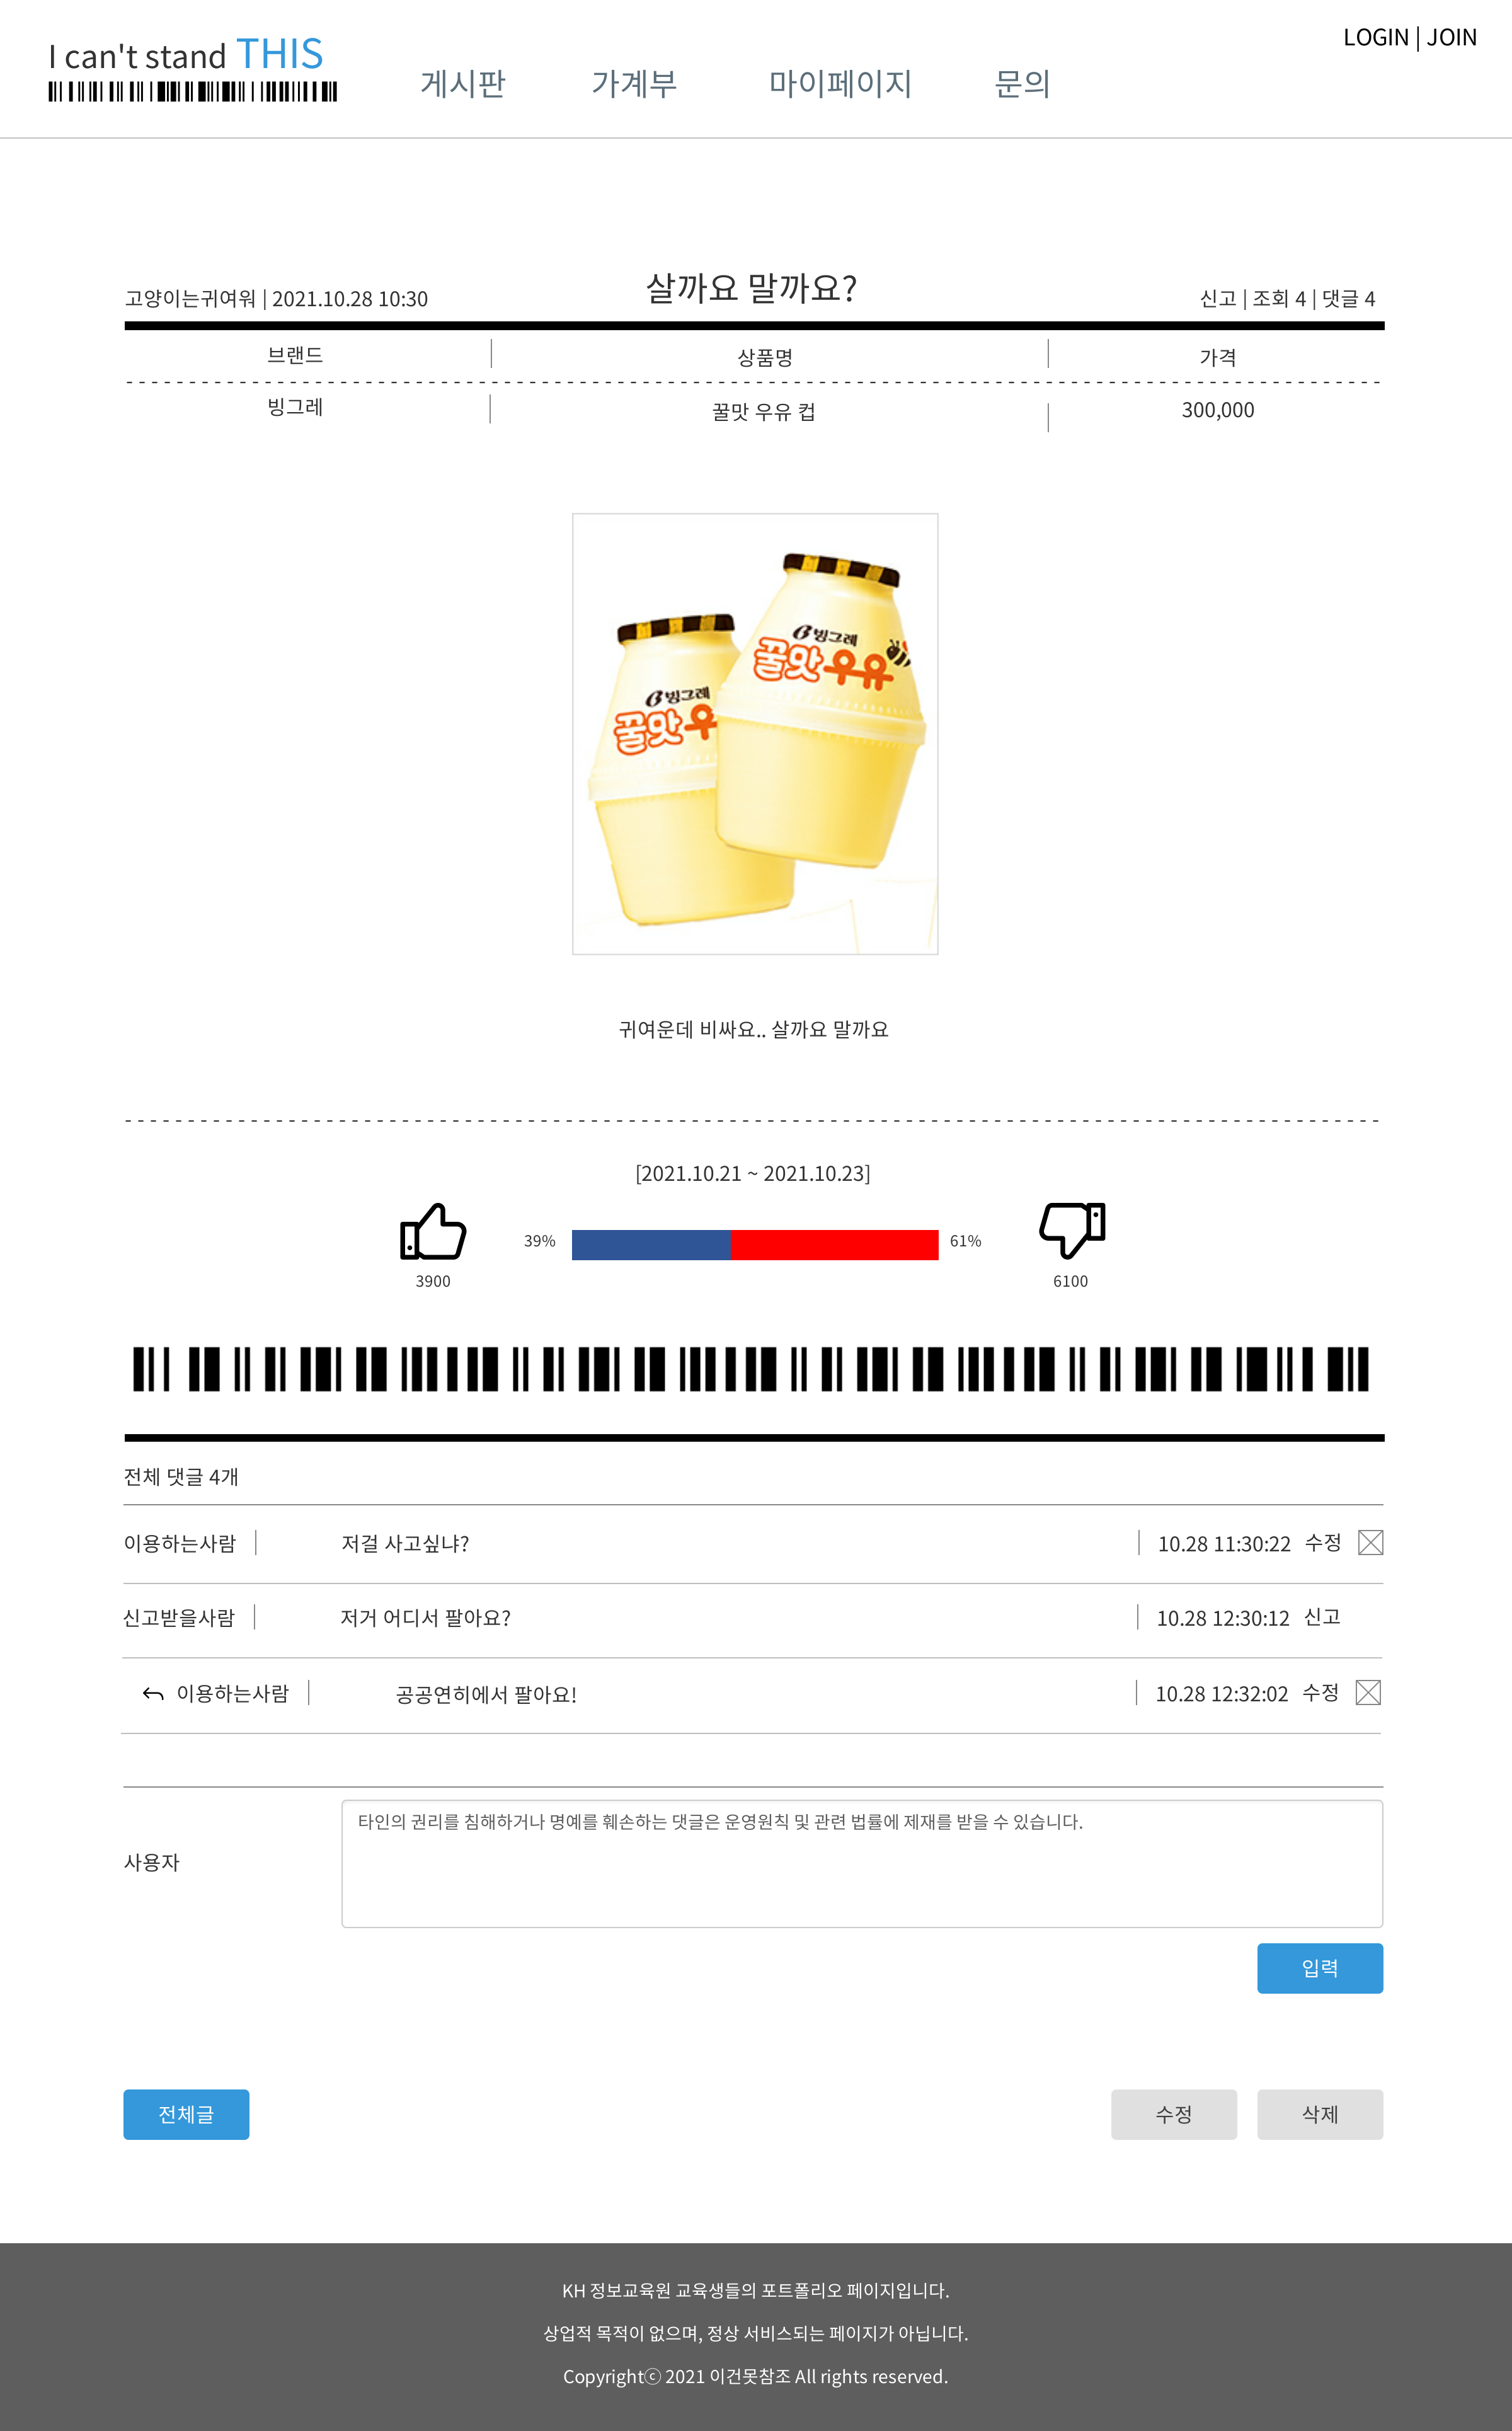 LOGIN | JOIN
I can't stand THIS
게시판 가계부 마이페이지 문의
살까요 말까요?
고양이는귀여워 | 2021.10.28 10:30
신고 | 조회 4 | 댓글 4
브랜드 상품명 가격
빙그레 꿀맛 우유 컵 300,000
빙그레
꿀맛우유
빙그레
꿀맛우
귀여운데 비싸요.. 살까요 말까요
[2021.10.21 ~ 2021.10.23]
39% 61%
3900 6100
전체 댓글 4개
이용하는사람 저걸 사고싶냐? 10.28 11:30:22 수정
신고받을사람 저거 어디서 팔아요? 10.28 12:30:12 신고
이용하는사람 공공연히에서 팔아요! 10.28 12:32:02 수정
타인의 권리를 침해하거나 명예를 훼손하는 댓글은 운영원칙 및 관련 법률에 제재를 받을 수 있습니다.
사용자
입력
전체글 수정 삭제
KH 정보교육원 교육생들의 포트폴리오 페이지입니다.
상업적 목적이 없으며, 정상 서비스되는 페이지가 아닙니다.
Copyrightⓒ 2021 이건못참조 All rights reserved.